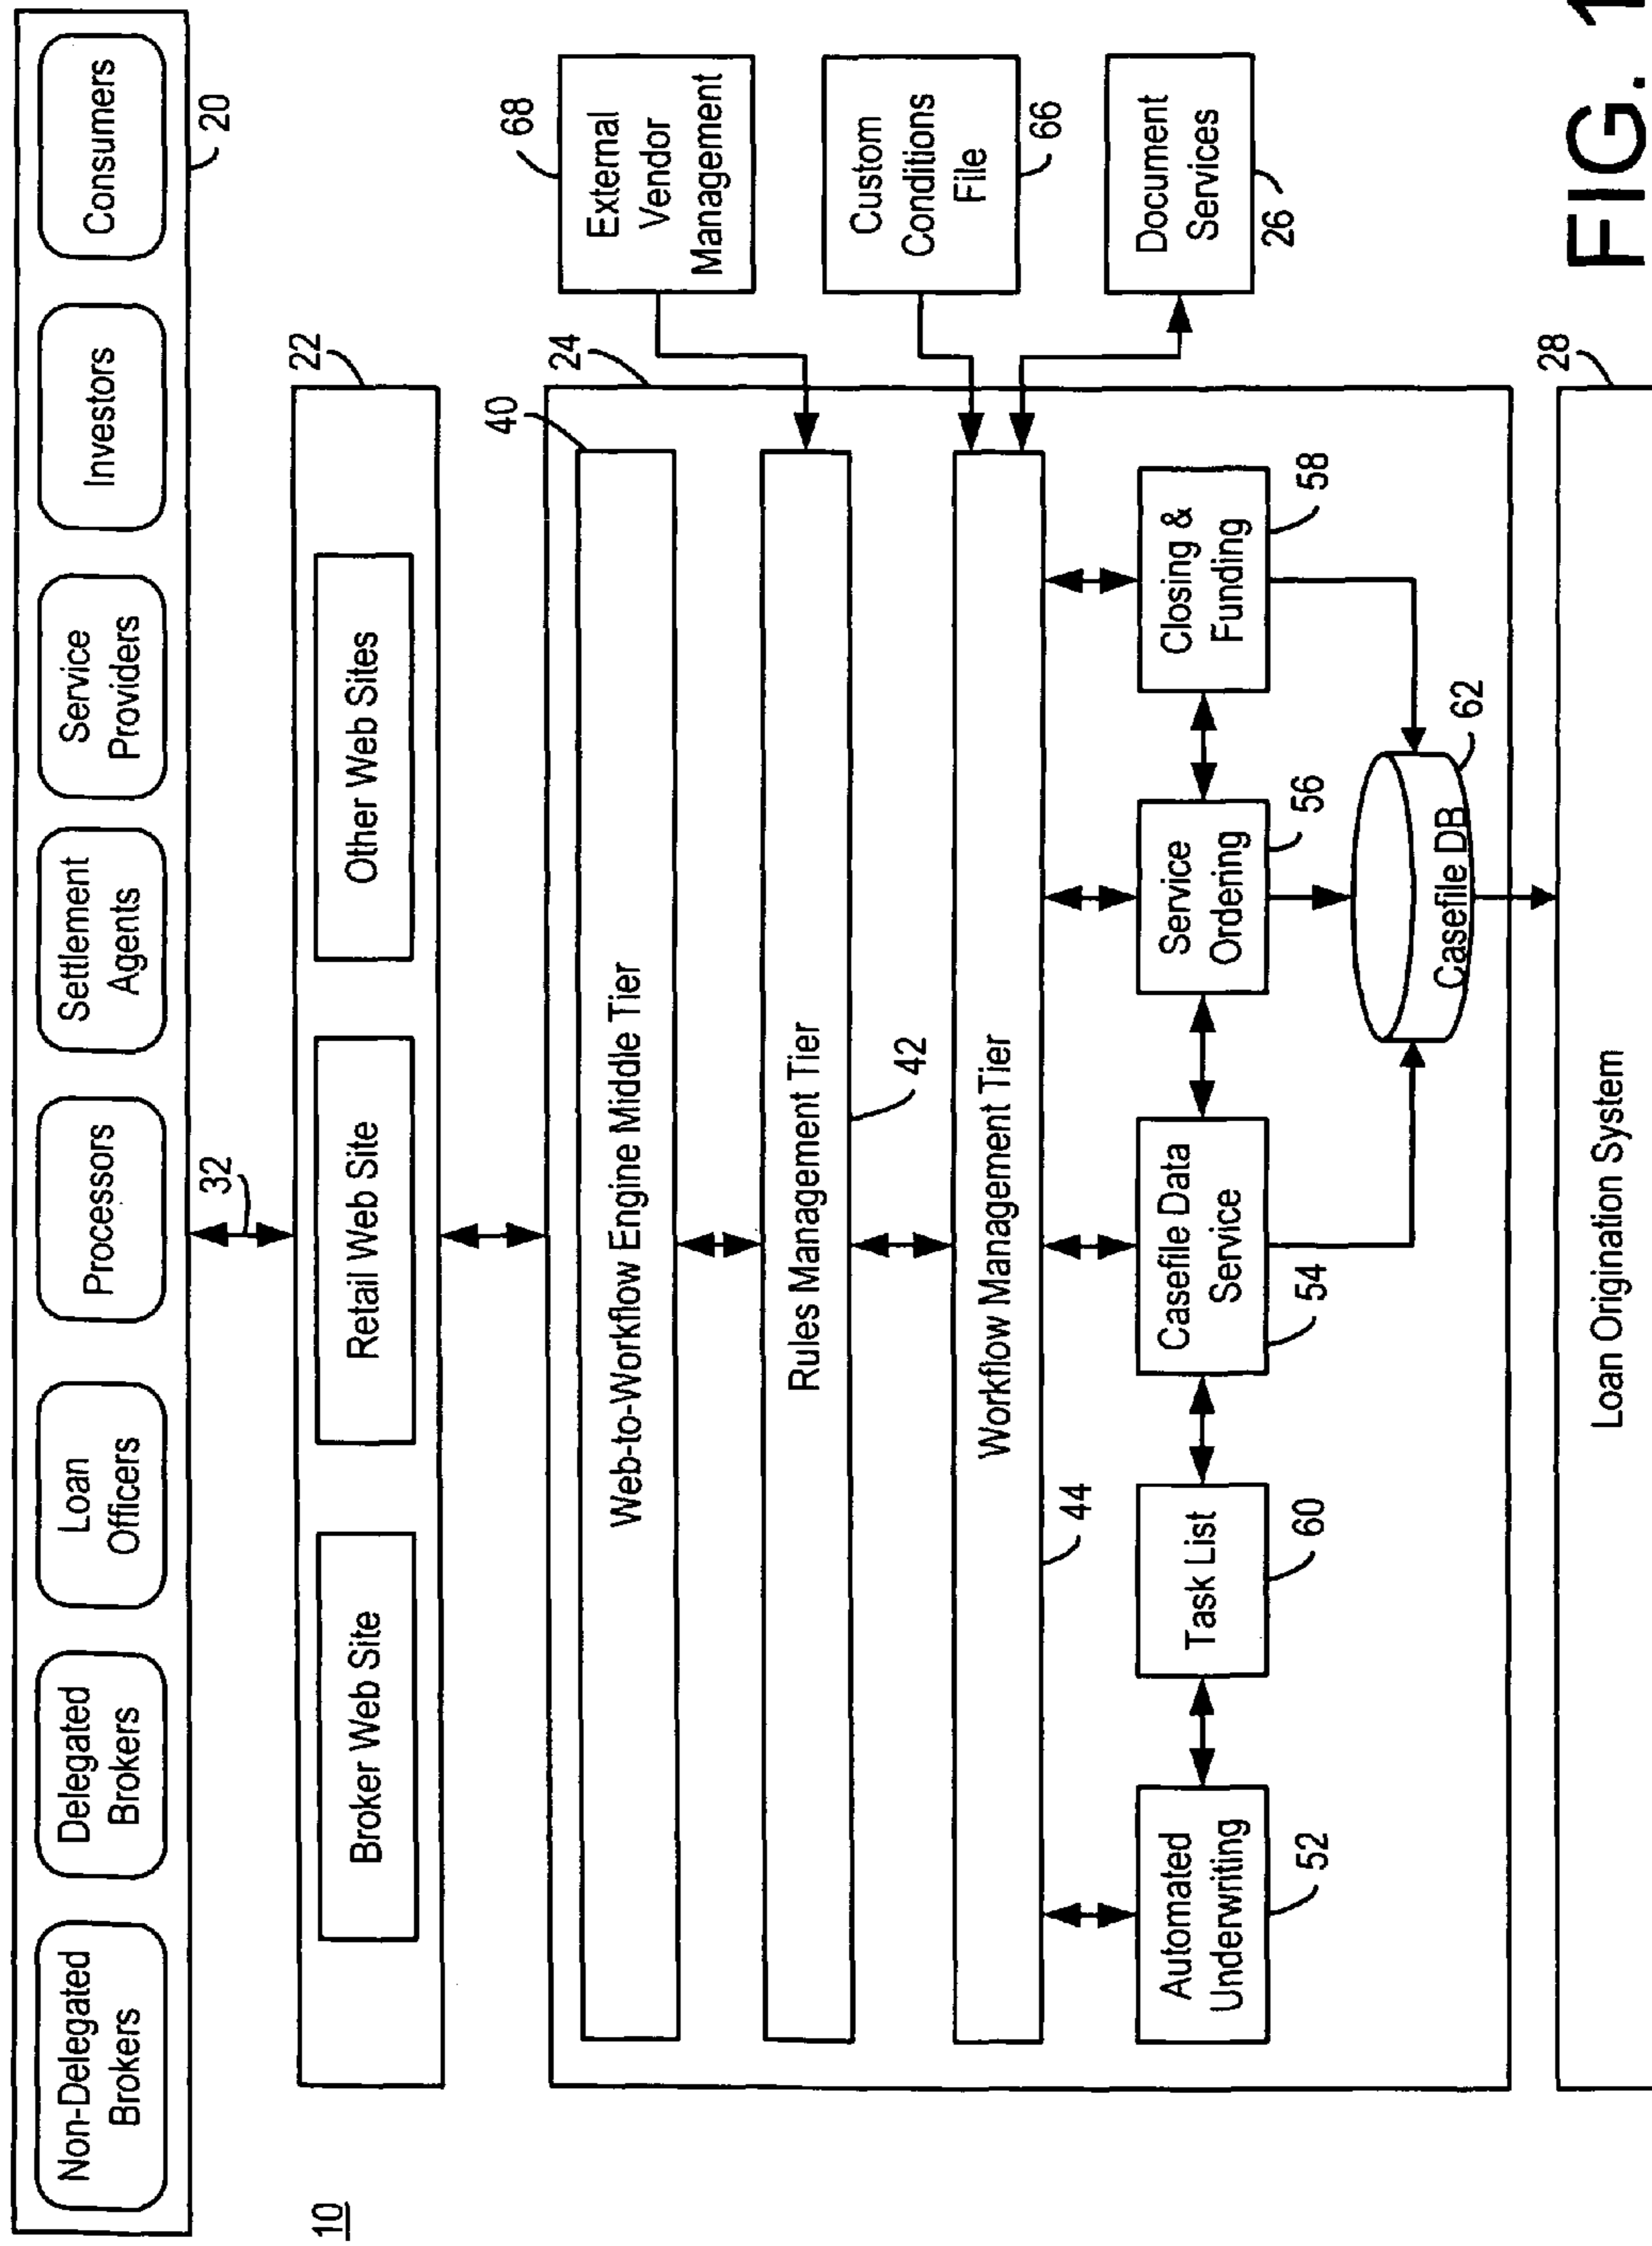 Non-Delegated
Brokers
Delegated
Brokers
Loan
Officers
Processors
Settlement
Agents
Service
Providers
Investors
Consumers
20
32
10
22
Broker Web Site
Retail Web Site
Other Web Sites
24
40
Web-to-Workflow Engine Middle Tier
Rules Management Tier
42
Workflow Management Tier
44
68
External
Vendor
Management
Custom
Conditions
File
66
Document
Services
26
Automated
Underwriting
52
Task List
60
Casefile Data
Service
54
Service
Ordering
56
Closing &
Funding
58
Casefile DB
62
28
Loan Origination System
FIG. 1